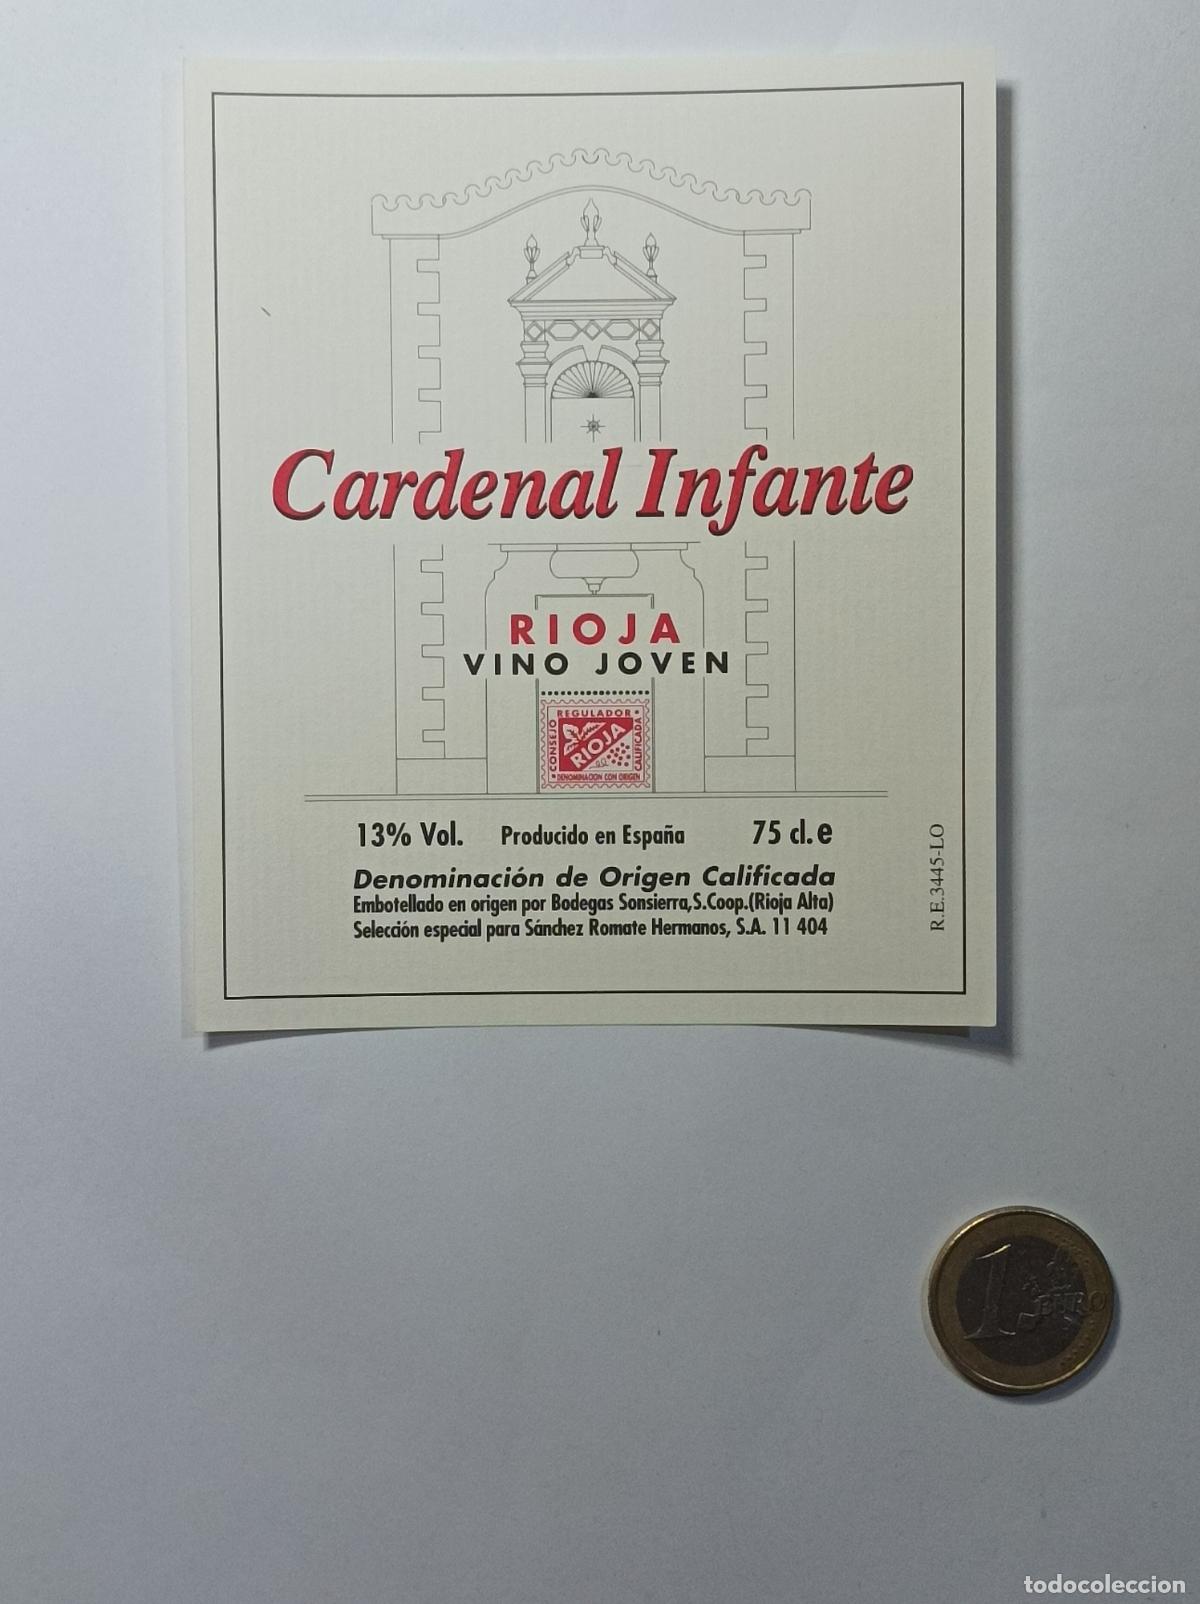 Cardenal Infante
RIOJA
VINO JOVEN
CONSEJO REGULADOR CALIFICADA
RIOJA
DENOMINACION CON ORIGEN
13% Vol. Producido en España 75 cl. e
Denominación de Origen Calificada
Embotellado en origen por Bodegas Sonsierra, S.Coop.(Rioja Alta)
Selección especial para Sánchez Romate Hermanos, S.A. 11 404
R.E.3445-LO
1 EURO
todocoleccion